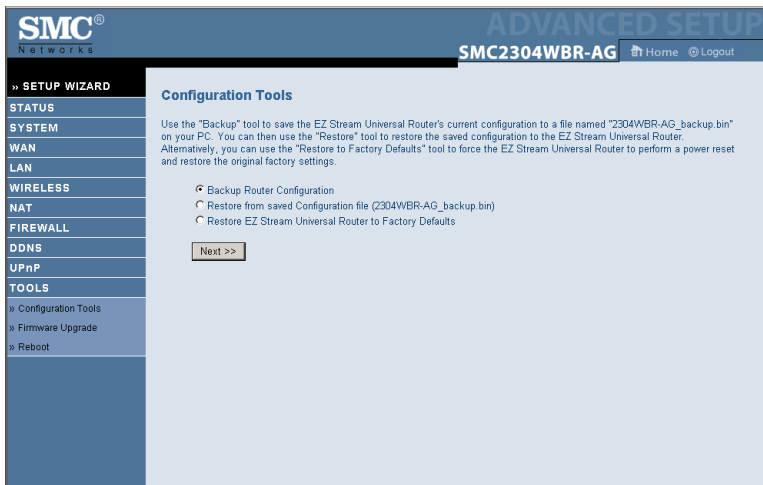 SMC®
Networks
ADVANCED SETUP
SMC2304WBR-AG
Home
Logout
» SETUP WIZARD
STATUS
SYSTEM
WAN
LAN
WIRELESS
NAT
FIREWALL
DDNS
UPnP
TOOLS
» Configuration Tools
» Firmware Upgrade
» Reboot
Configuration Tools
Use the "Backup" tool to save the EZ Stream Universal Router's current configuration to a file named "2304WBR-AG_backup.bin"
on your PC. You can then use the "Restore" tool to restore the saved configuration to the EZ Stream Universal Router.
Alternatively, you can use the "Restore to Factory Defaults" tool to force the EZ Stream Universal Router to perform a power reset
and restore the original factory settings.
Backup Router Configuration
Restore from saved Configuration file (2304WBR-AG_backup.bin)
Restore EZ Stream Universal Router to Factory Defaults
Next >>